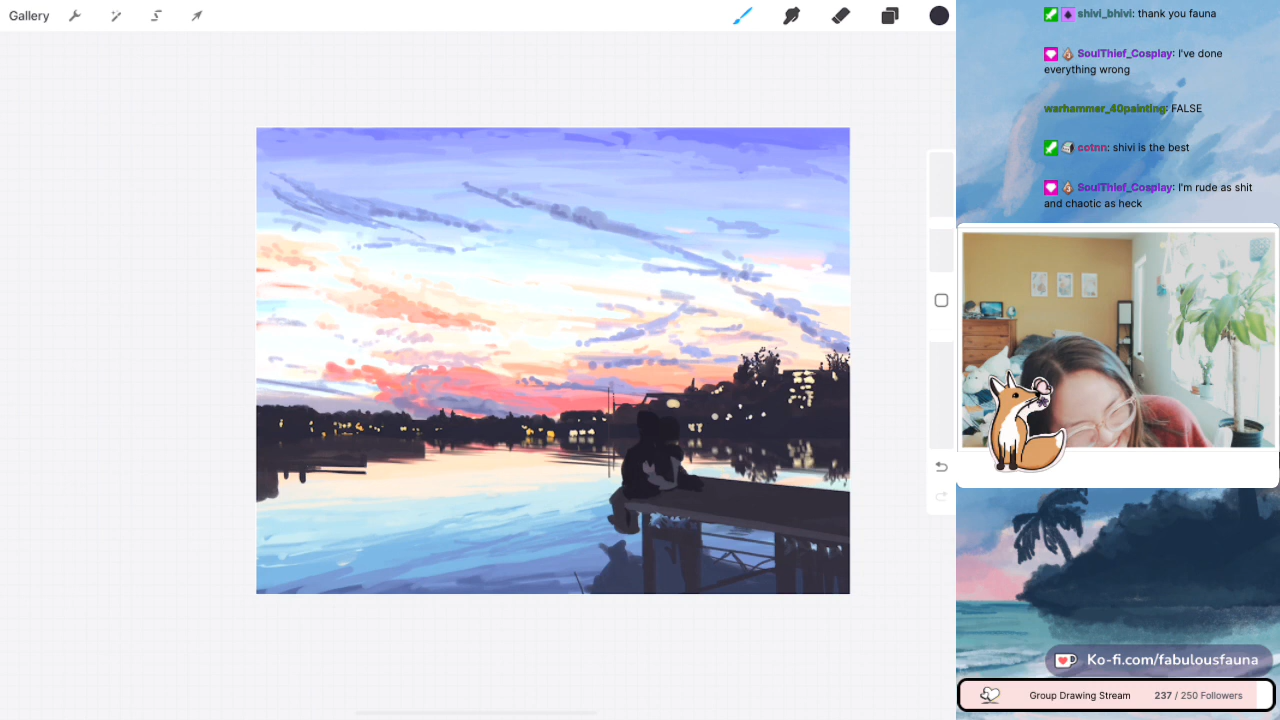 Gallery
shivi_bhivi: thank you fauna
SoulThief_Cosplay: I've done
everything wrong
warhammer_40painting: FALSE
cotnn: shivi is the best
SoulThief_Cosplay: I'm rude as shit
and chaotic as heck
Ko-fi.com/fabulousfauna
Group Drawing Stream 237 / 250 Followers